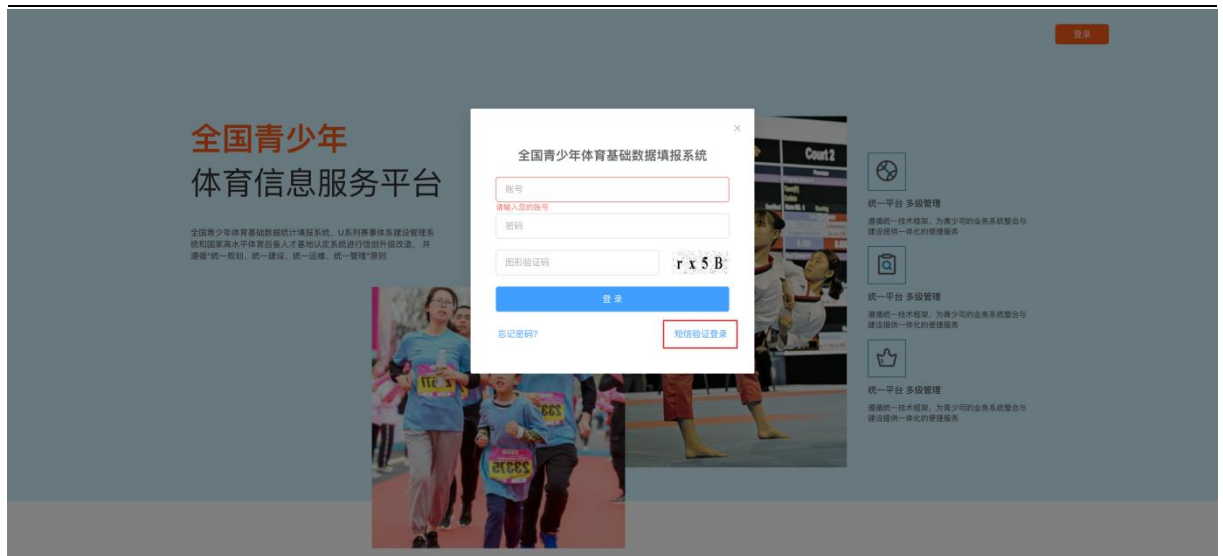 登录
全国青少年
体育信息服务平台
全国青少年体育基础数据统计填报系统、U系列赛事体系建设管理系
统和国家高水平体育后备人才基地认定系统进行信创升级改造， 并
遵循“统一规划、统一建设、统一运维、统一管理”原则
×
全国青少年体育基础数据填报系统
账号
请输入您的账号
密码
图形验证码
r x 5 B
登 录
忘记密码?
短信验证登录
Court 2
统一平台 多级管理
遵循统一技术框架，为青少司的业务系统整合与
建设提供一体化的便捷服务
统一平台 多级管理
遵循统一技术框架，为青少司的业务系统整合与
建设提供一体化的便捷服务
统一平台 多级管理
遵循统一技术框架，为青少司的业务系统整合与
建设提供一体化的便捷服务
23375